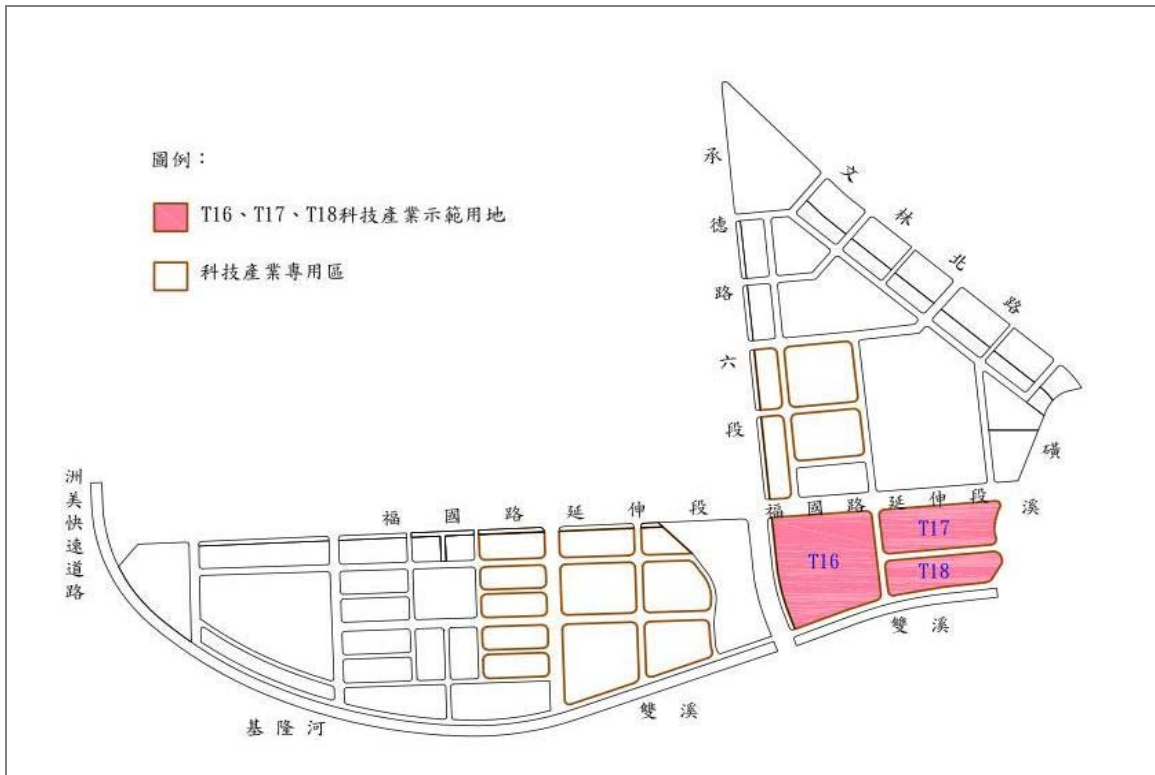 圖例：
T16、T17、T18科技產業示範用地
科技產業專用區
承德路六段
文林北路
磺溪
洲美快速道路
福國路延伸段
福國路延伸段
T16
T17
T18
雙溪
雙溪
基隆河